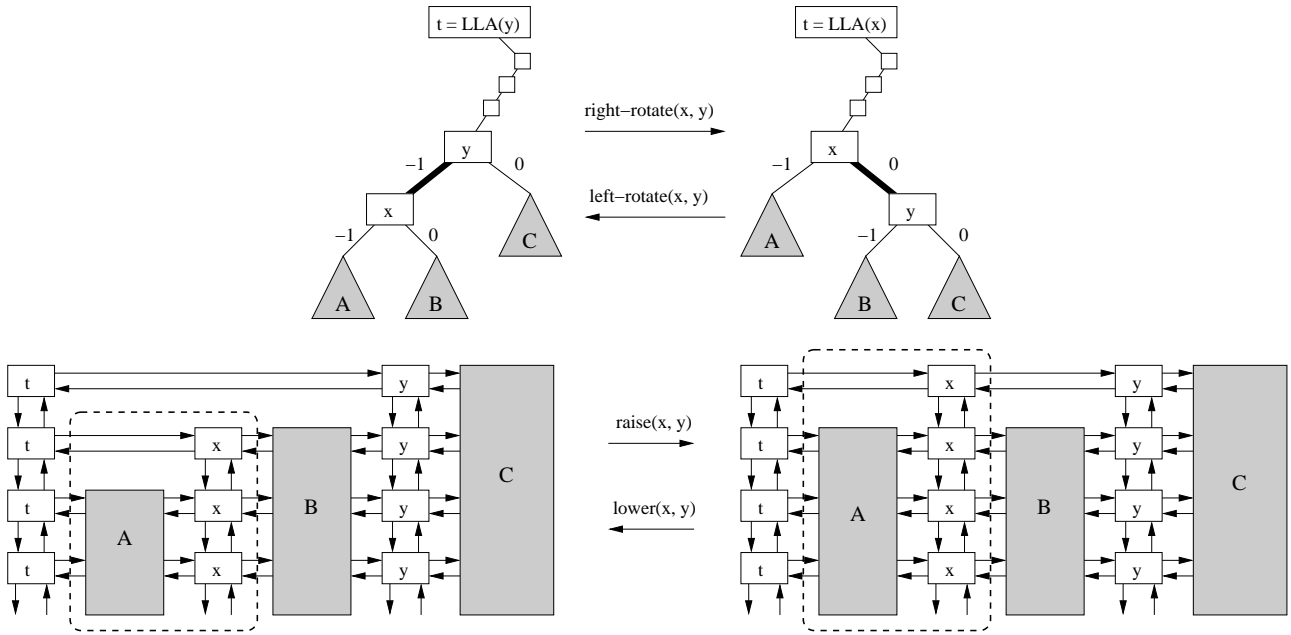 t = LLA(y)
t = LLA(x)
right−rotate(x, y)
y
x
−1
0
−1
0
left−rotate(x, y)
x
C
A
y
−1
0
−1
0
A
B
B
C
t
y
t
x
y
raise(x, y)
t
x
y
t
x
y
C
C
B
A
B
t
x
y
lower(x, y)
t
x
y
A
t
x
y
t
x
y